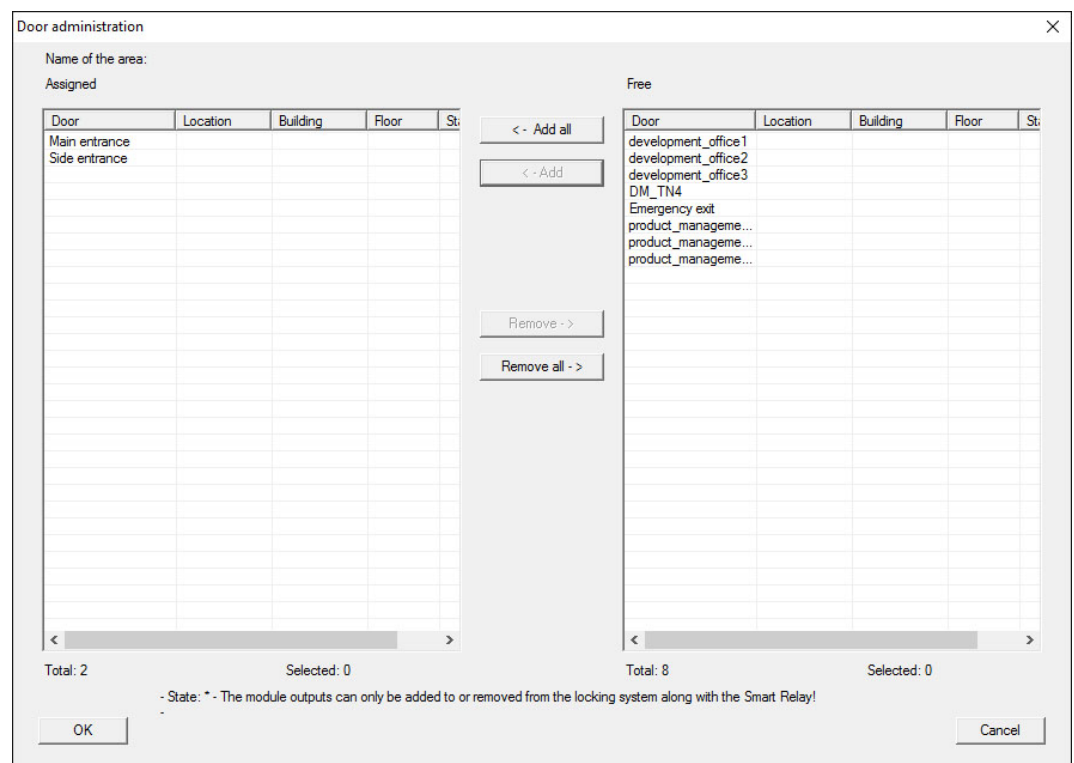 Door administration
Name of the area:
Assigned
Free
Door Location Building Floor Sta
Main entrance
Side entrance
<- Add all
<- Add
Remove ->
Remove all ->
Door Location Building Floor Sta
development_office1
development_office2
development_office3
DM_TN4
Emergency exit
product_manageme...
product_manageme...
product_manageme...
Total: 2 Selected: 0
Total: 8 Selected: 0
- State: * - The module outputs can only be added to or removed from the locking system along with the Smart Relay!
-
OK
Cancel